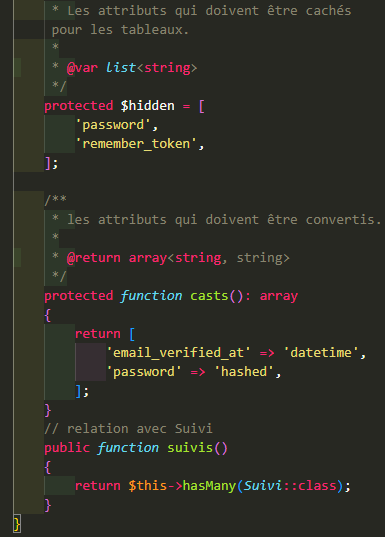 * Les attributs qui doivent être cachés
pour les tableaux.
*
* @var list<string>
*/
protected $hidden = [
'password',
'remember_token',
];
/**
* les attributs qui doivent être convertis.
*
* @return array<string, string>
*/
protected function casts(): array
{
return [
'email_verified_at' => 'datetime',
'password' => 'hashed',
];
}
// relation avec Suivi
public function suivis()
{
return $this->hasMany(Suivi::class);
}
}